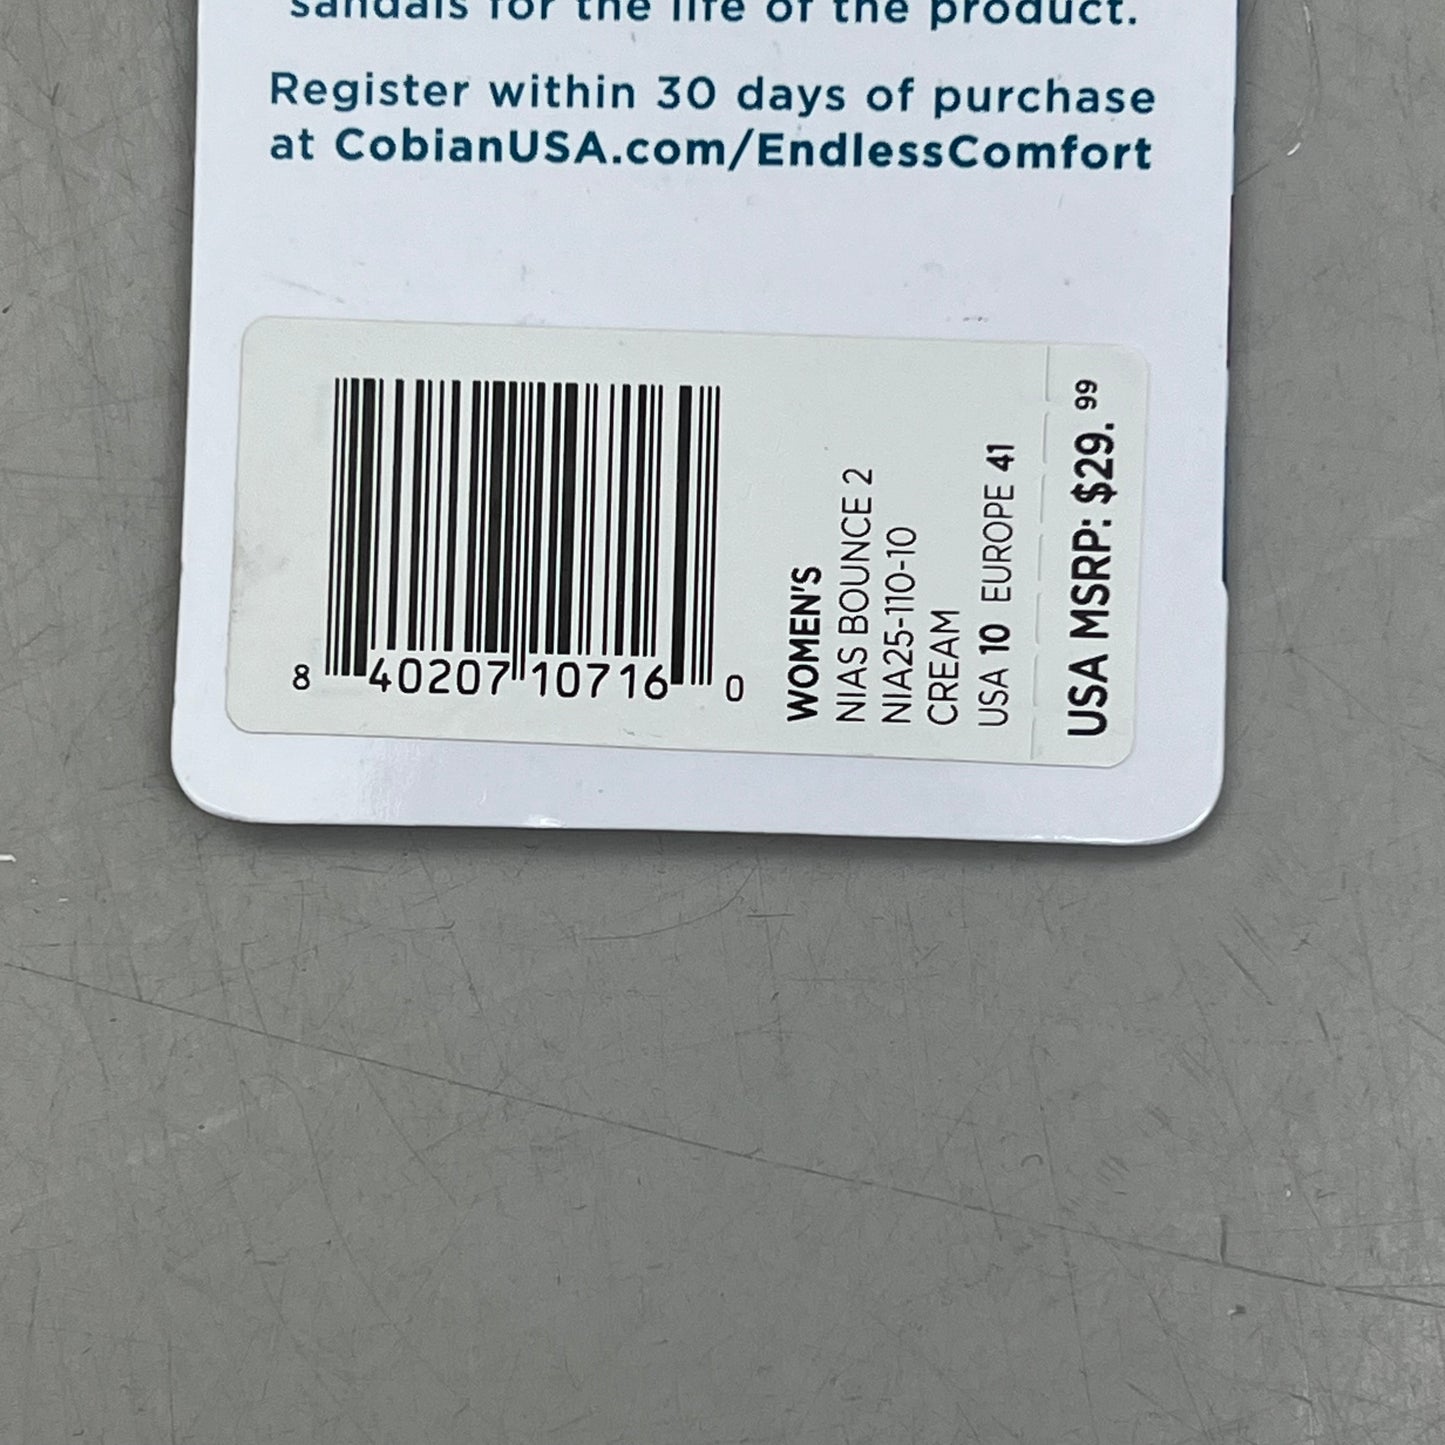 sandals for the life of the product.
Register within 30 days of purchase
at CobianUSA.com/EndlessComfort
8 40207 10716 0
WOMEN'S
NIAS BOUNCE 2
NIA25-110-10
CREAM
USA 10 EUROPE 41
USA MSRP: $29.99